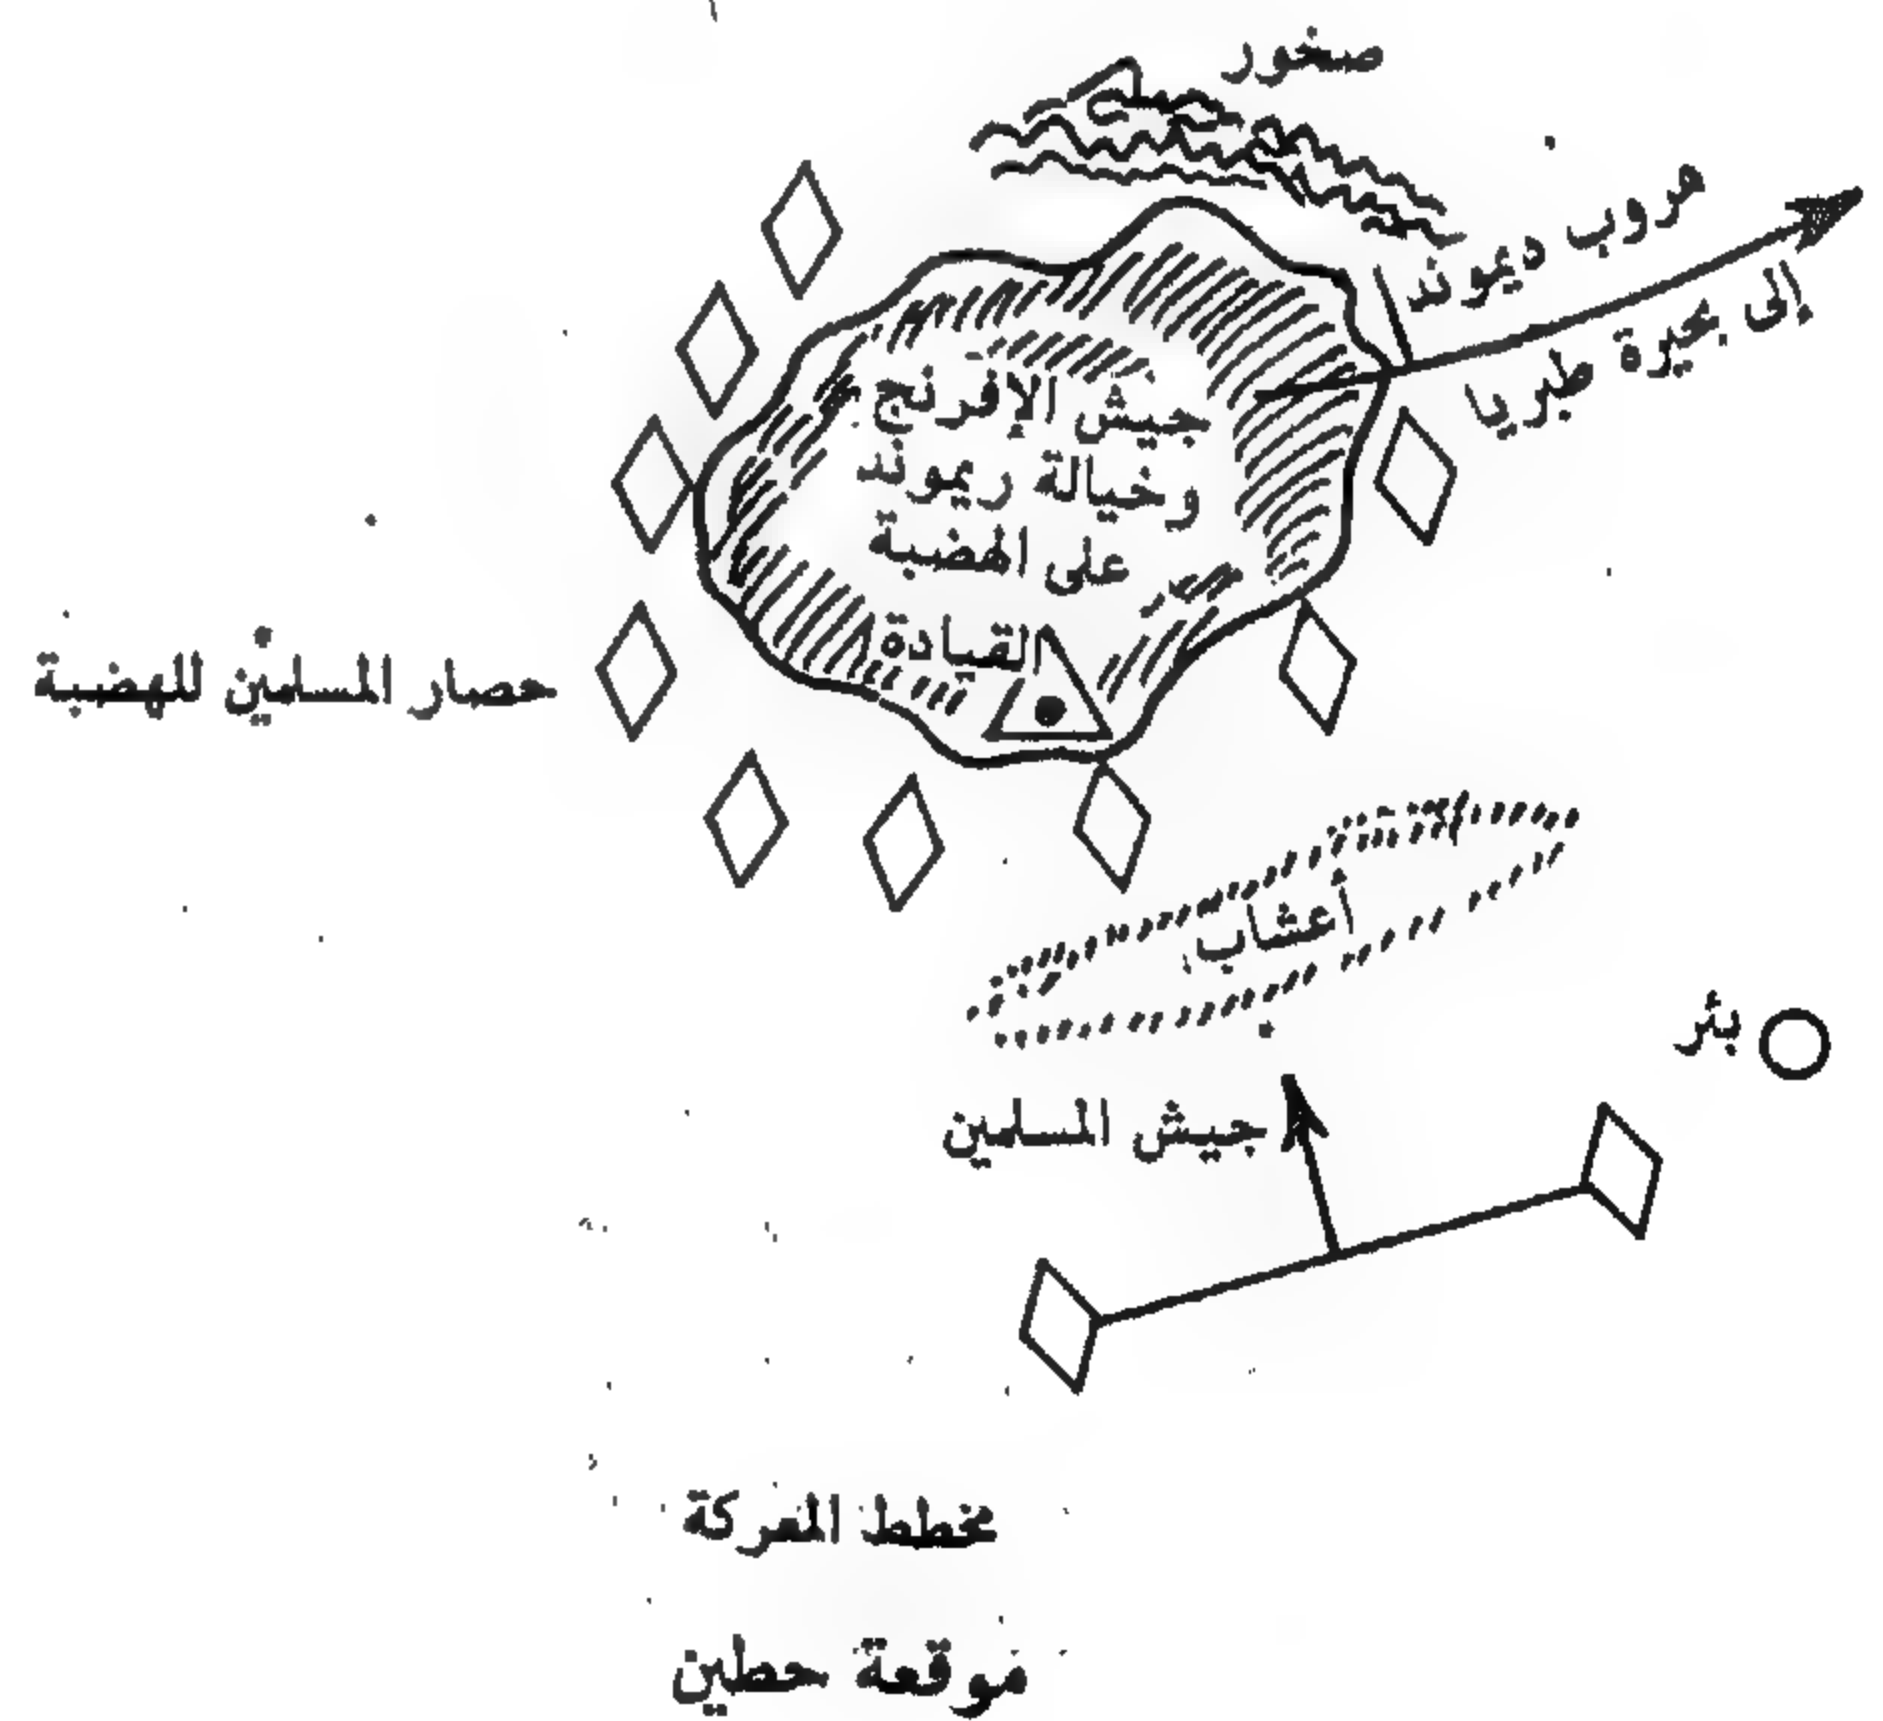 صخور
هروب ديموند
إلى بحيرة طبريا
جيش الإفرنج
وخيالة ريموند
على الهضبة
القيادة
حصار المسلمين للهضبة
أعشاب
بئر
جيش المسلمين
مخطط المعركة
موقعة حطين